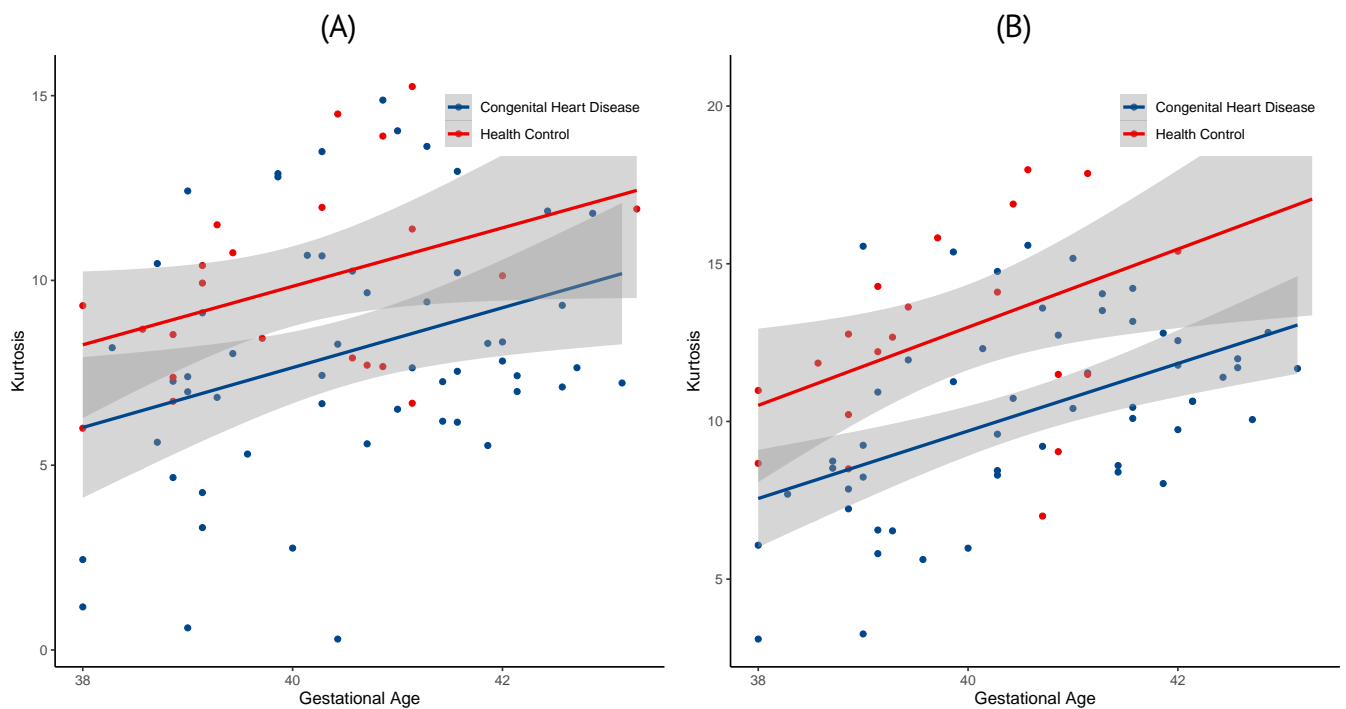 (A)
Kurtosis
15
10
5
0
38
40
42
Gestational Age
Congenital Heart Disease
Health Control
(B)
Kurtosis
20
15
10
5
38
40
42
Gestational Age
Congenital Heart Disease
Health Control